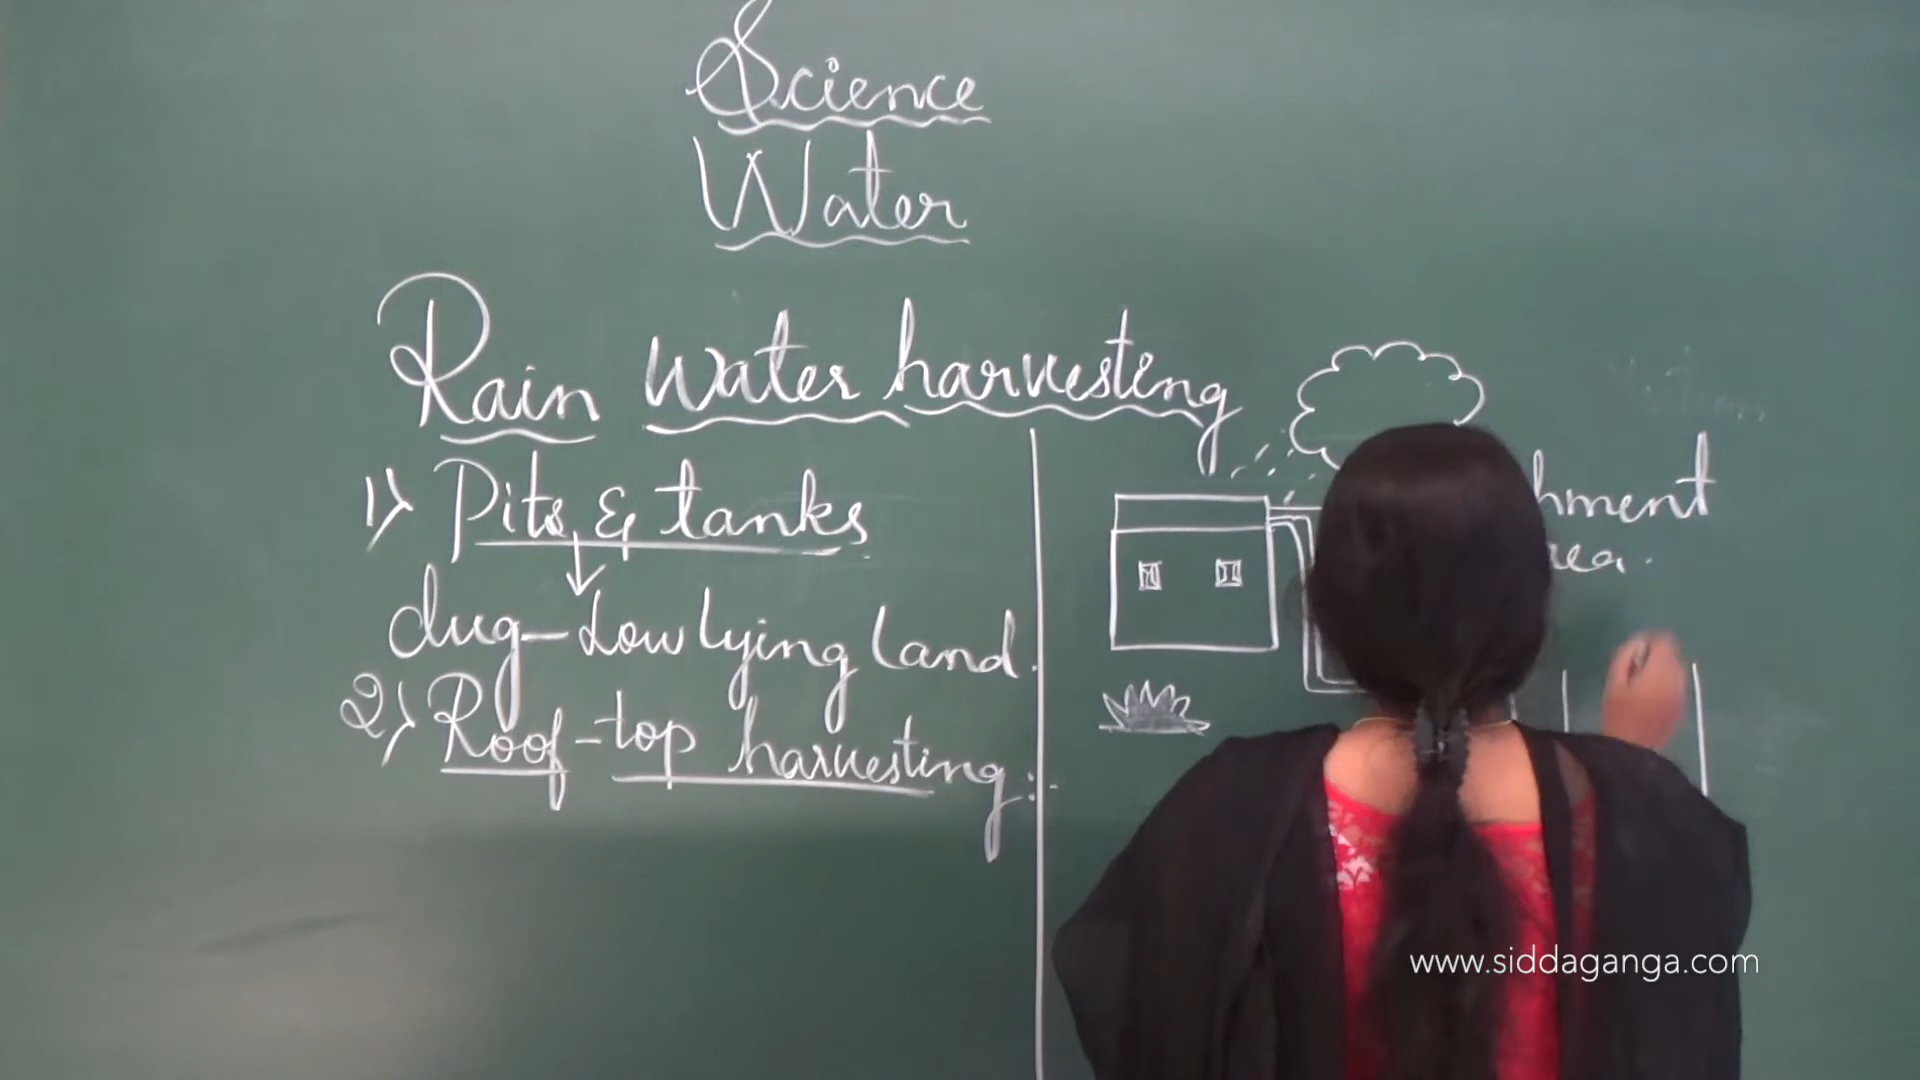 Science
Water
Rain Water harvesting
1) Pits & tanks
dug - Low lying Land.
2) Roof-top harvesting :-
hment
rea.
www.siddaganga.com